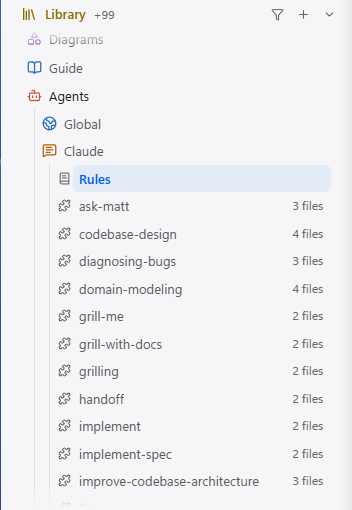 Library +99
Diagrams
Guide
Agents
Global
Claude
Rules
ask-matt 3 files
codebase-design 4 files
diagnosing-bugs 3 files
domain-modeling 4 files
grill-me 2 files
grill-with-docs 2 files
grilling 2 files
handoff 2 files
implement 2 files
implement-spec 2 files
improve-codebase-architecture 3 files